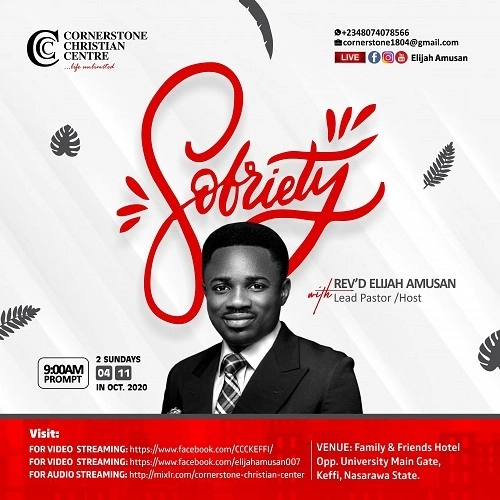 CCC
CORNERSTONE
CHRISTIAN
CENTRE
...life unlimited
+2348074078566
cornerstone1804@gmail.com
LIVE Elijah Amusan
Sobriety
with REV'D ELIJAH AMUSAN
Lead Pastor /Host
9:00AM
PROMPT
2 SUNDAYS
04 11
IN OCT. 2020
Visit:
FOR VIDEO STREAMING: https://www.facebook.com/CCCKEFFI/
FOR VIDEO STREAMING: https://www.facebook.com/elijahamusan007
FOR AUDIO STREAMING: http://mixlr.com/cornerstone-christian-center
VENUE: Family & Friends Hotel
Opp. University Main Gate,
Keffi, Nasarawa State.